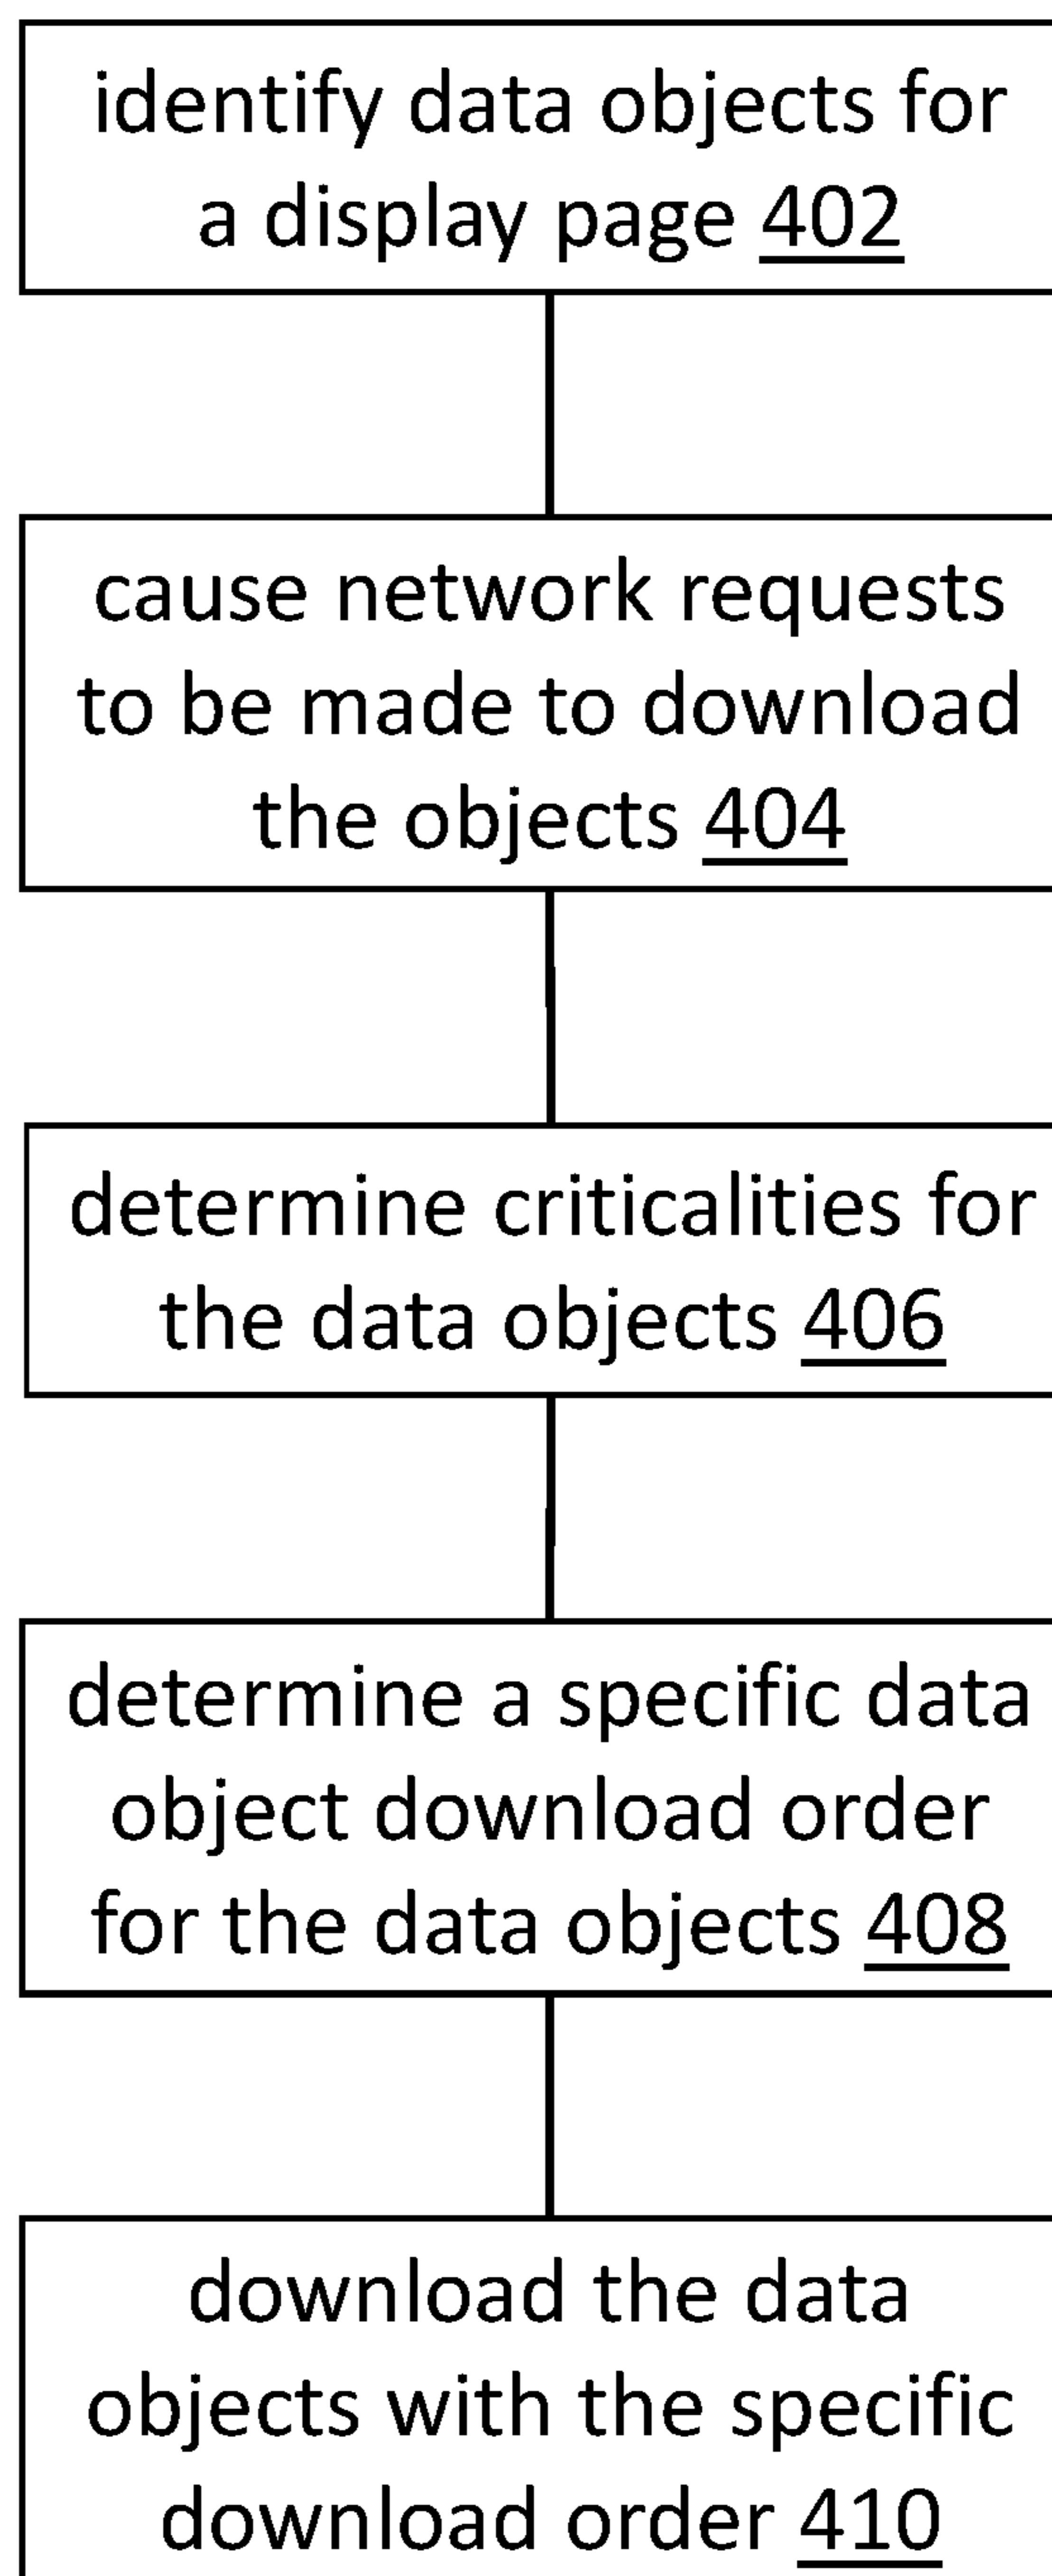 identify data objects for
a display page 402
cause network requests
to be made to download
the objects 404
determine criticalities for
the data objects 406
determine a specific data
object download order
for the data objects 408
download the data
objects with the specific
download order 410